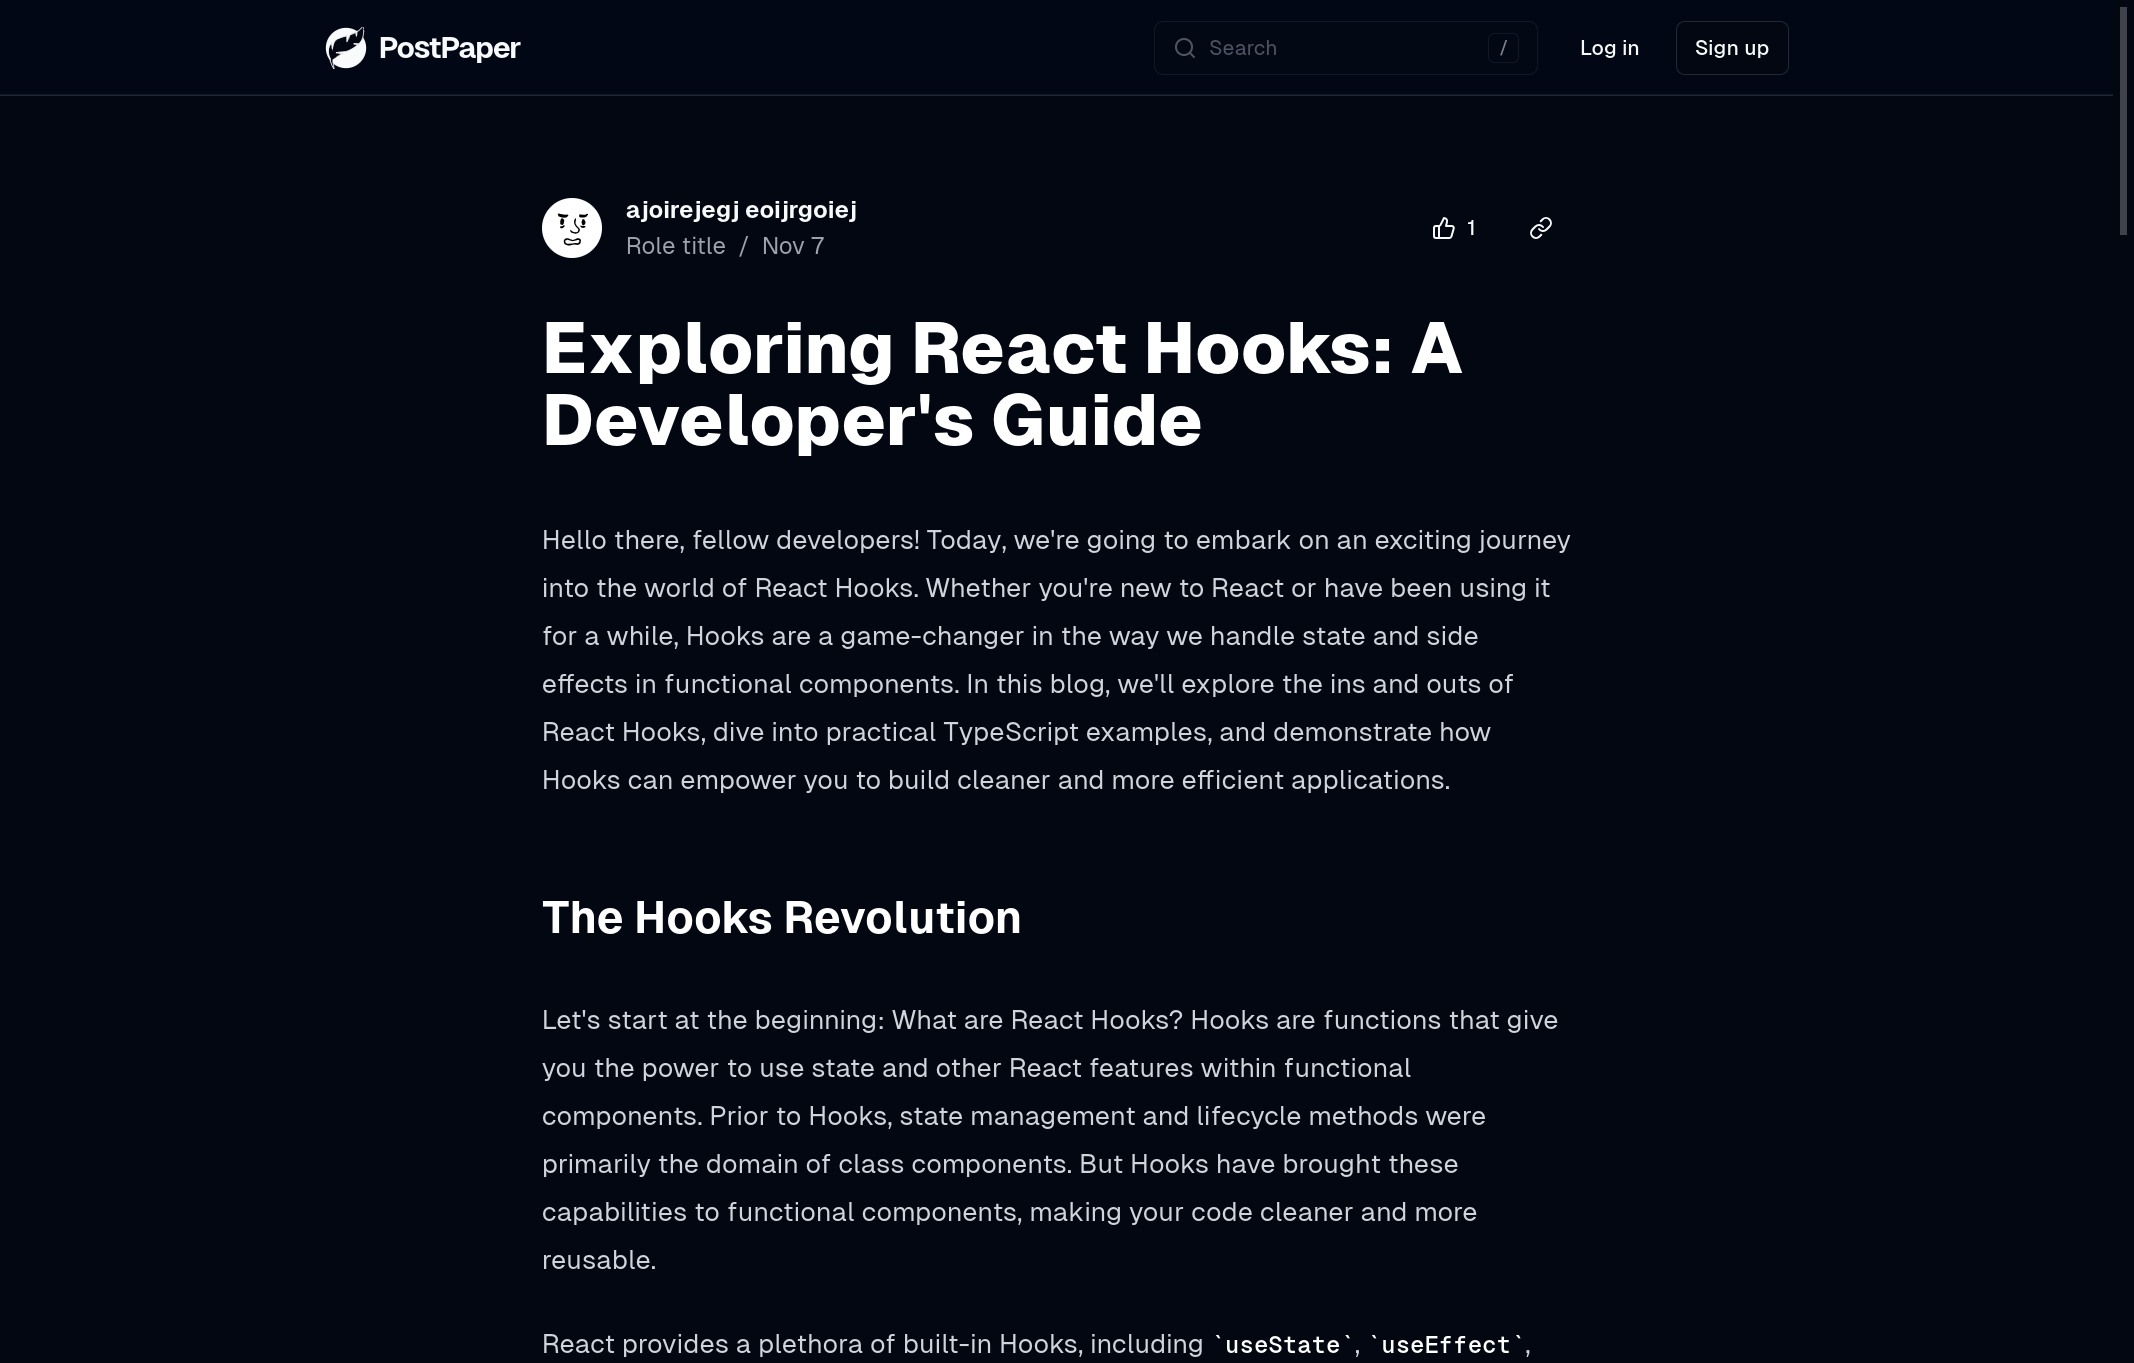 PostPaper
Search
/
Log in
Sign up
ajoirejegj eoijrgoiej
Role title / Nov 7
1
Exploring React Hooks: A
Developer's Guide
Hello there, fellow developers! Today, we're going to embark on an exciting journey
into the world of React Hooks. Whether you're new to React or have been using it
for a while, Hooks are a game-changer in the way we handle state and side
effects in functional components. In this blog, we'll explore the ins and outs of
React Hooks, dive into practical TypeScript examples, and demonstrate how
Hooks can empower you to build cleaner and more efficient applications.
The Hooks Revolution
Let's start at the beginning: What are React Hooks? Hooks are functions that give
you the power to use state and other React features within functional
components. Prior to Hooks, state management and lifecycle methods were
primarily the domain of class components. But Hooks have brought these
capabilities to functional components, making your code cleaner and more
reusable.
React provides a plethora of built-in Hooks, including `useState`, `useEffect`,